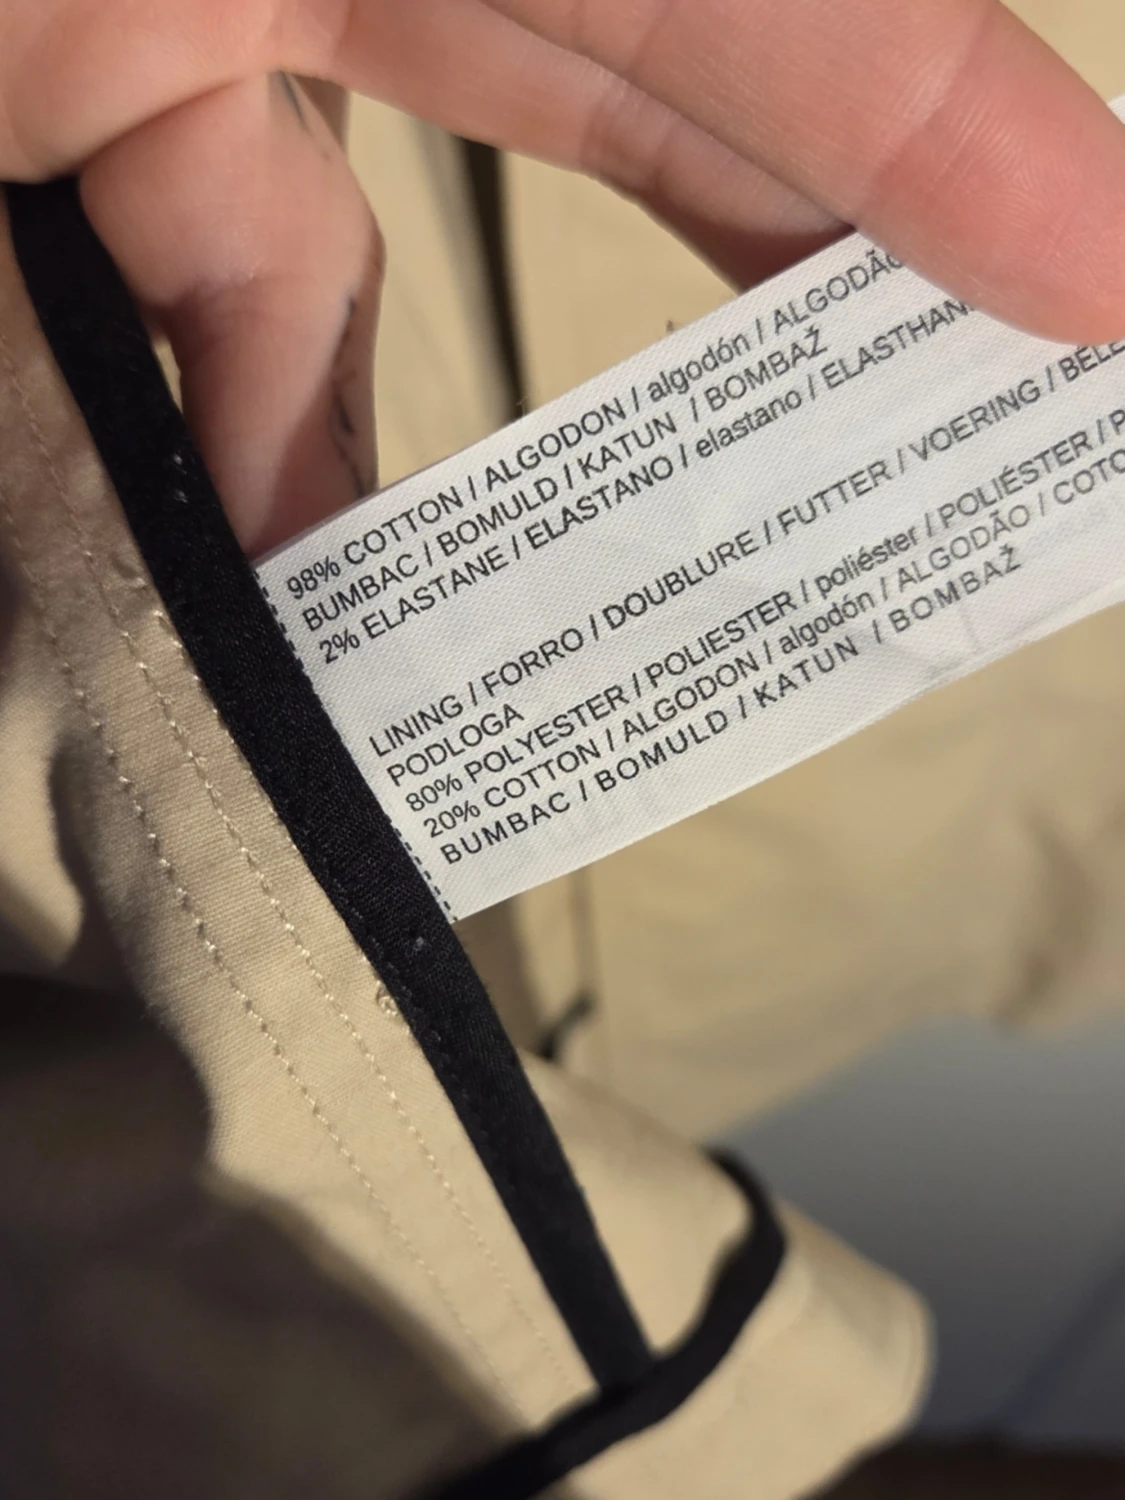 98% COTTON / ALGODON / algodón / ALGODÃO
BUMBAC / BOMULD / KATUN / BOMBAŽ
2% ELASTANE / ELASTANO / elastano / ELASTHAN
LINING / FORRO / DOUBLURE / FUTTER / VOERING /
PODLOGA
80% POLYESTER / POLIESTER / poliéster / POLIÉSTER /
20% COTTON / ALGODON / algodón / ALGODÃO /
BUMBAC / BOMULD / KATUN / BOMBAŽ